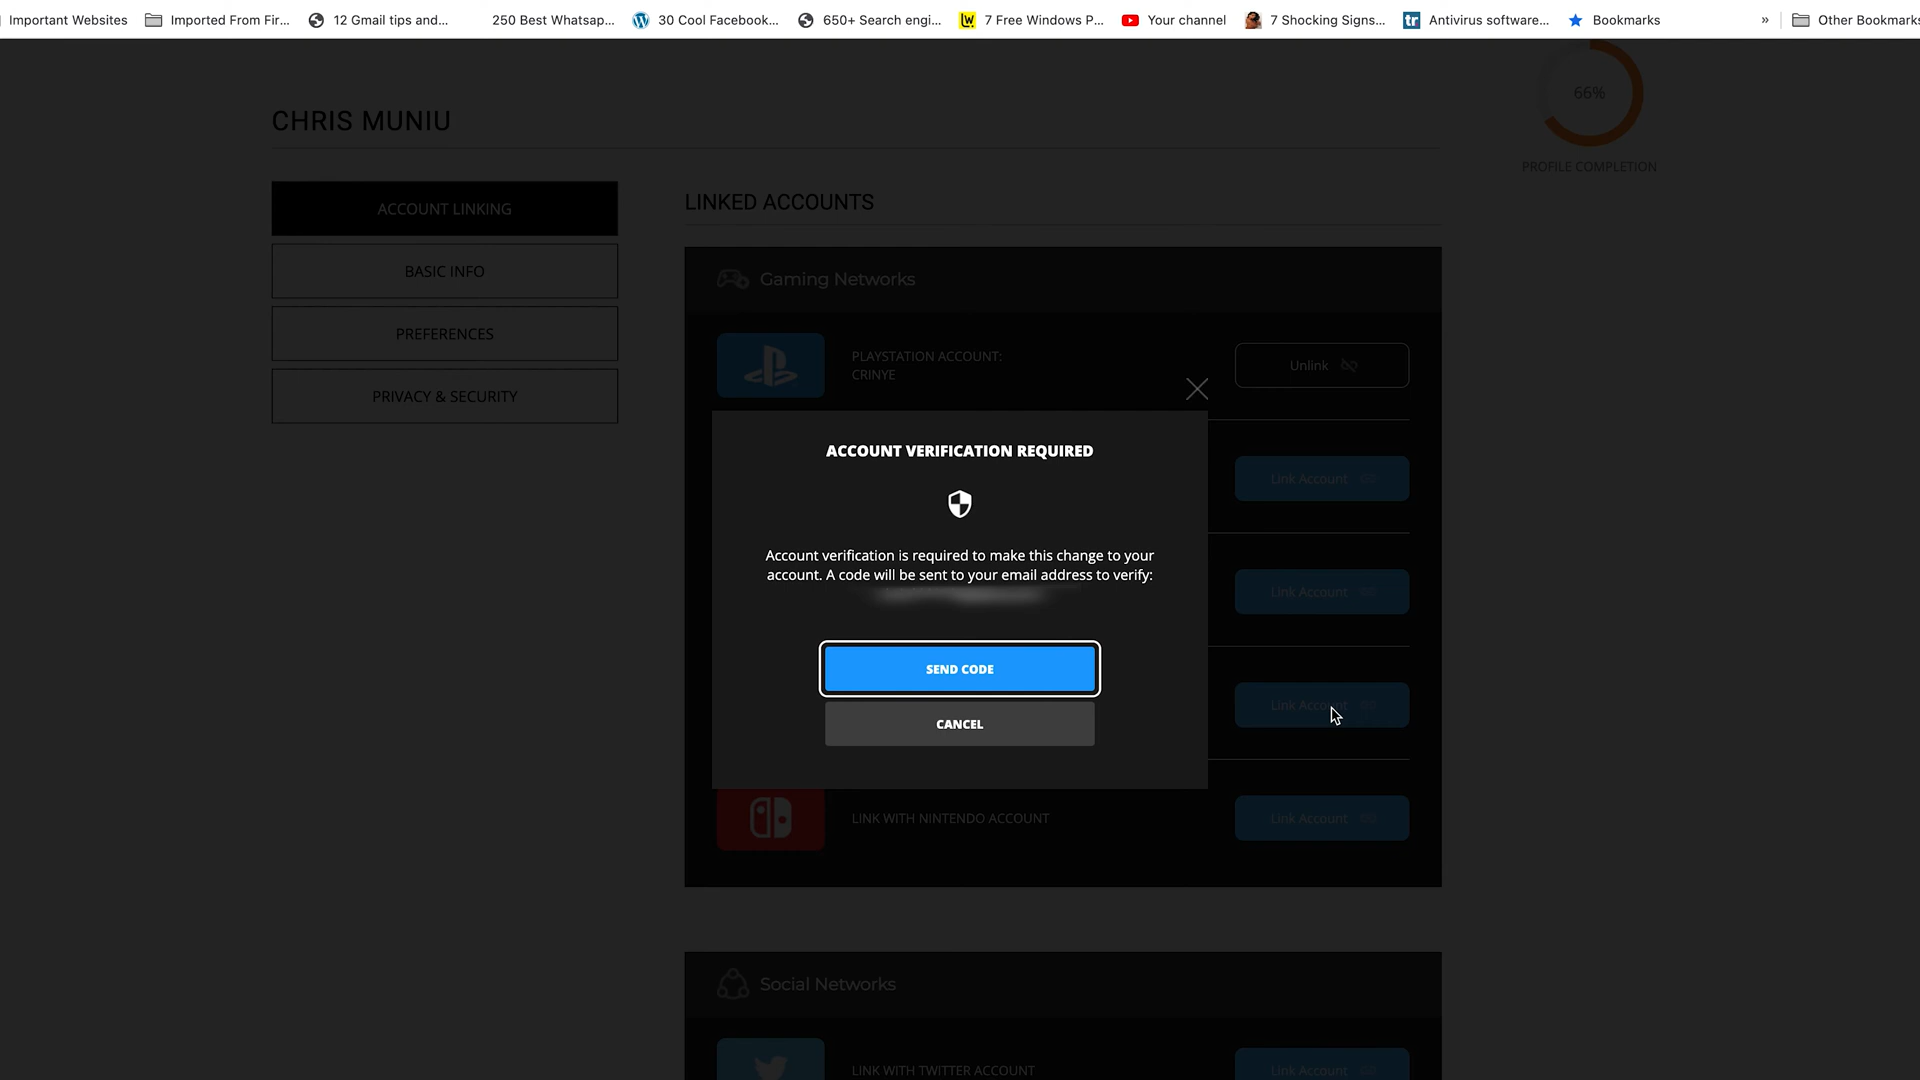 Important Websites
Imported From Fir...
12 Gmail tips and...
250 Best Whatsap...
30 Cool Facebook...
650+ Search engi...
7 Free Windows P...
Your channel
7 Shocking Signs...
Antivirus software...
Bookmarks
»
Other Bookmarks
66%
PROFILE COMPLETION
CHRIS MUNIU
ACCOUNT LINKING
BASIC INFO
PREFERENCES
PRIVACY & SECURITY
LINKED ACCOUNTS
Gaming Networks
PLAYSTATION ACCOUNT:
CRINYE
Unlink
Link Account
Link Account
Link Account
ACCOUNT VERIFICATION REQUIRED
Account verification is required to make this change to your
account. A code will be sent to your email address to verify:
SEND CODE
CANCEL
LINK WITH NINTENDO ACCOUNT
Link Account
Social Networks
LINK WITH TWITTER ACCOUNT
Link Account